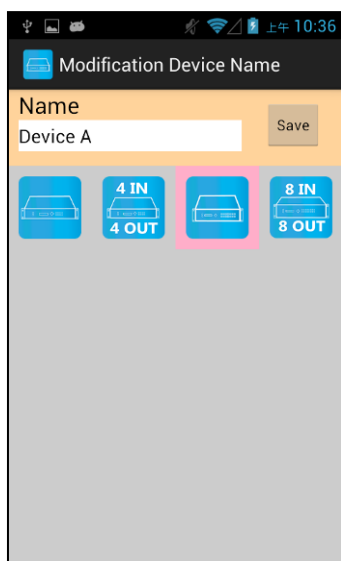 上午 10:36
Modification Device Name
Name
Device A
Save
4 IN
4 OUT
8 IN
8 OUT